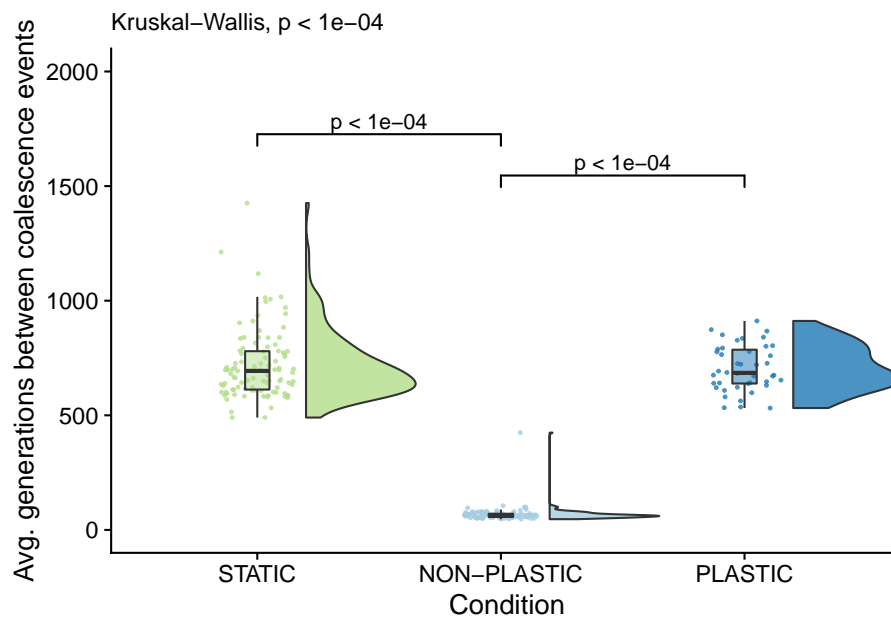 Kruskal−Wallis, p < 1e−04
Avg. generations between coalescence events
2000
1500
1000
500
0
p < 1e−04
p < 1e−04
STATIC
NON−PLASTIC
PLASTIC
Condition